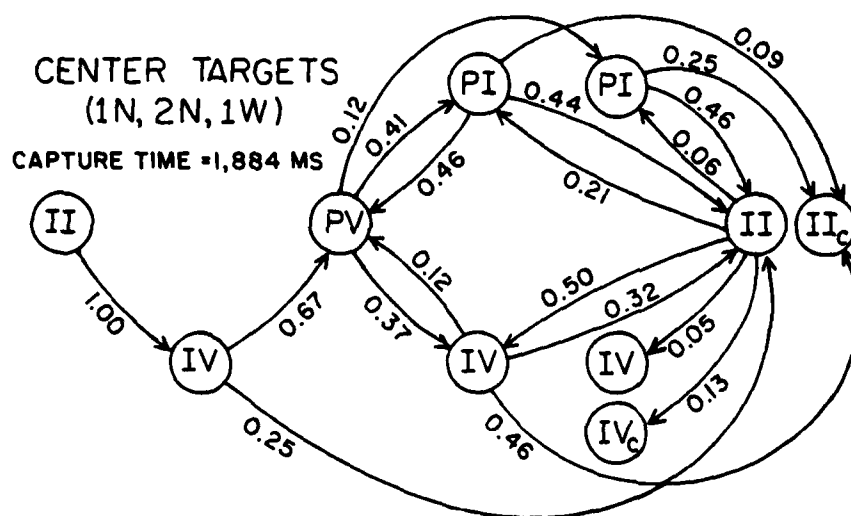 CENTER TARGETS
(1N, 2N, 1W)
CAPTURE TIME =1,884 MS
PI
PI
0.09
0.25
0.12
0.41
0.44
0.46
0.46
0.06
0.21
II
PV
II
IIc
1.00
0.67
0.12
0.37
0.50
0.32
0.05
IV
IV
IV
0.13
IVc
0.25
0.46